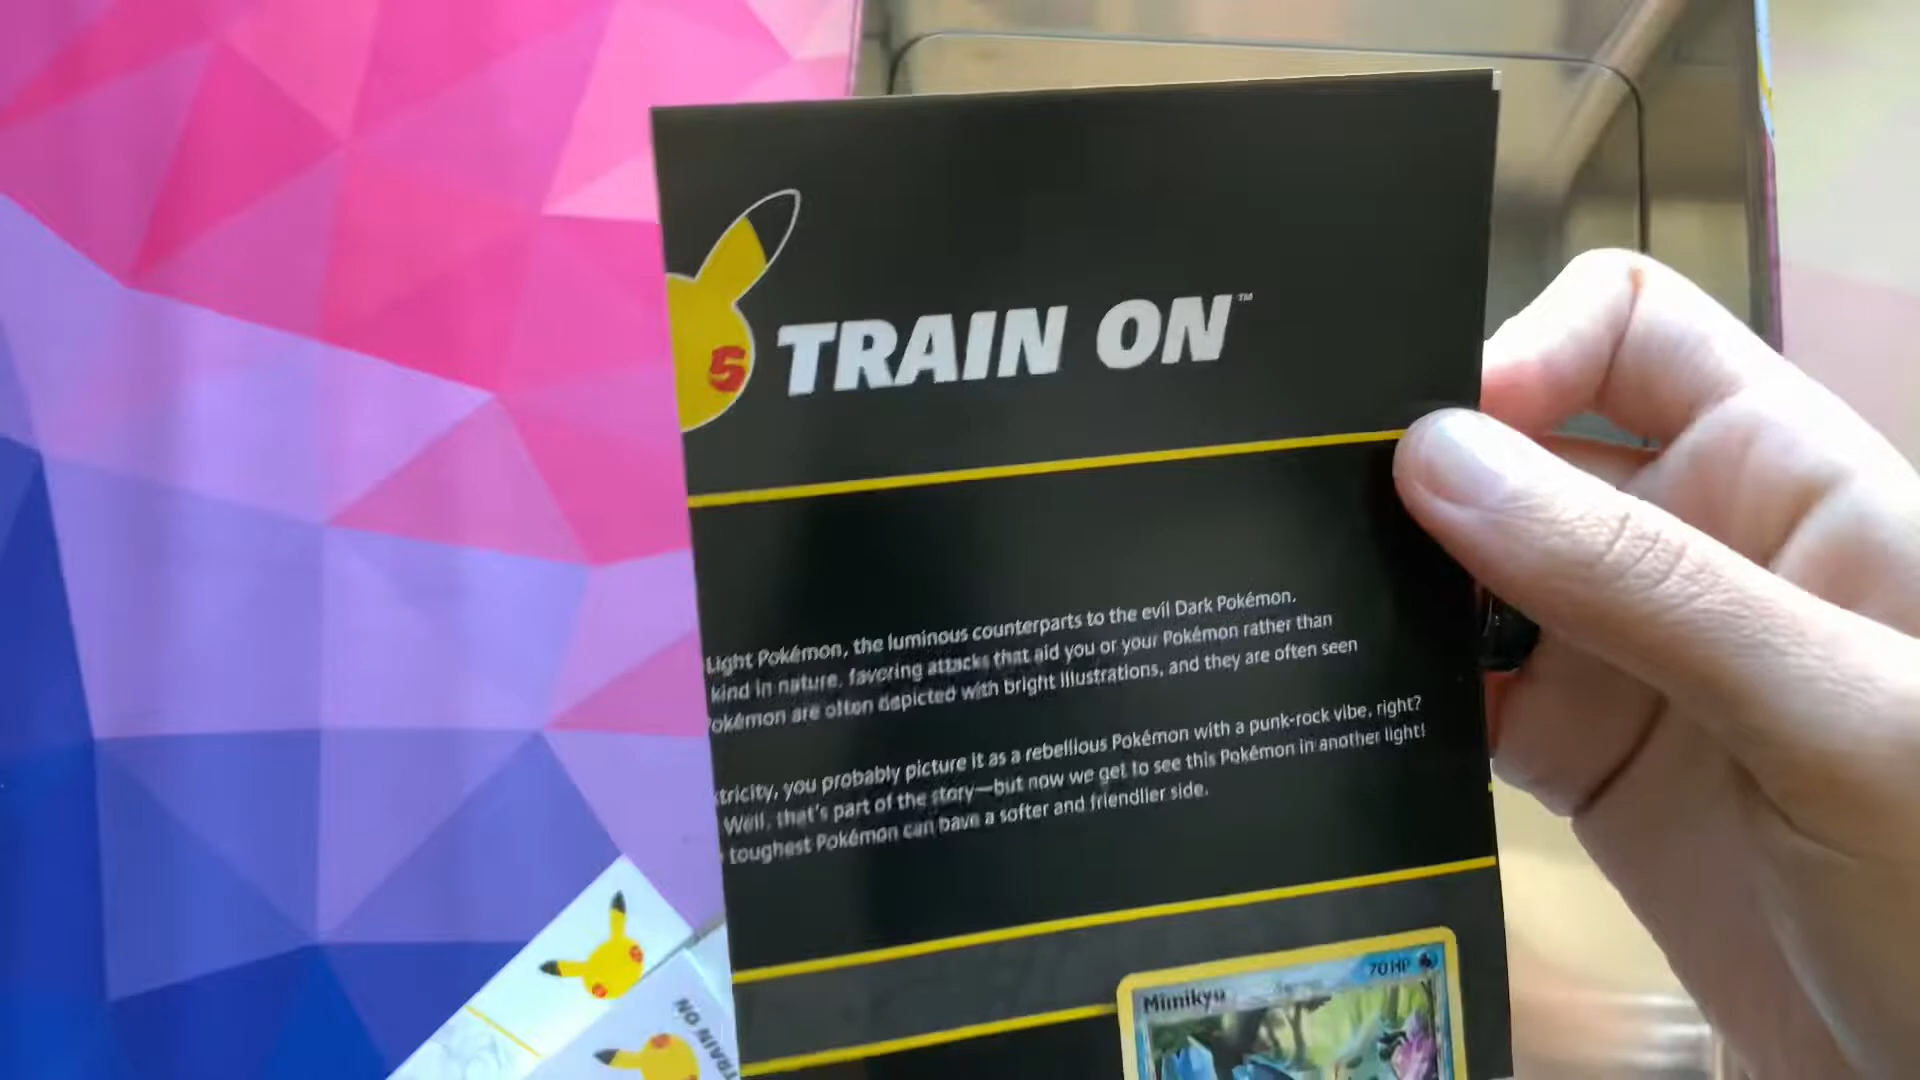 5
TRAIN ON™
Light Pokémon, the luminous counterparts to the evil Dark Pokémon.
kind in nature, favoring attacks that aid you or your Pokémon rather than
okémon are often depicted with bright illustrations, and they are often seen
tricity, you probably picture it as a rebellious Pokémon with a punk-rock vibe, right?
Well, that's part of the story—but now we get to see this Pokémon in another light!
toughest Pokémon can have a softer and friendlier side.
Mimikyu 70 HP
TRAIN ON